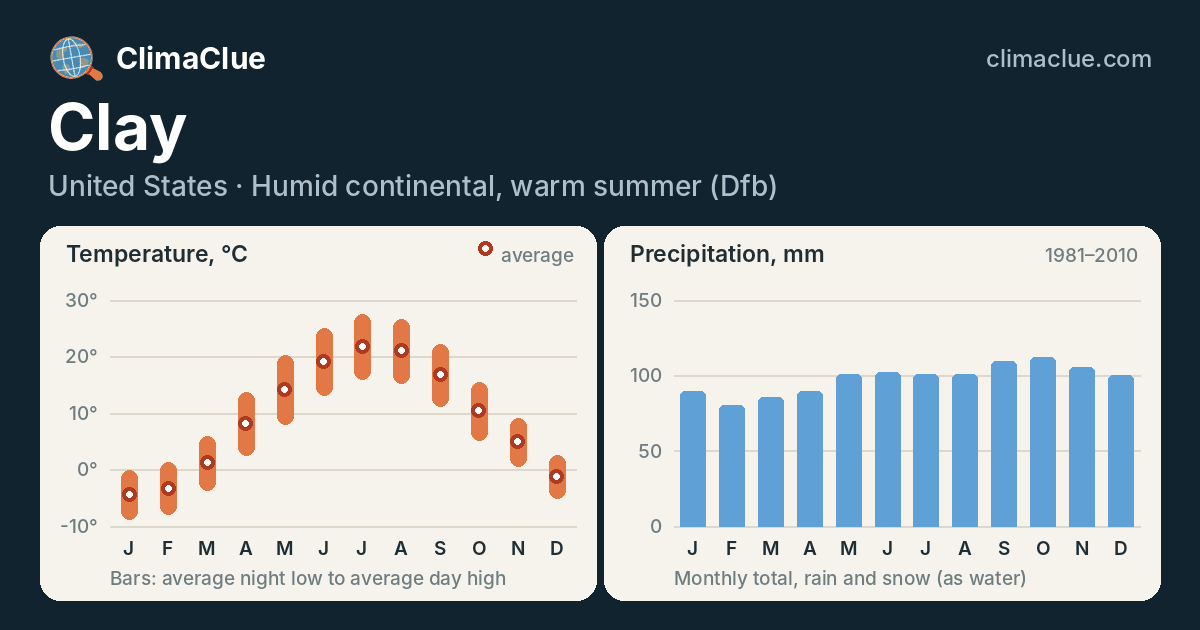 ClimaClue
climaclue.com
Clay
United States · Humid continental, warm summer (Dfb)
Temperature, °C
average
30°
20°
10°
0°
-10°
J F M A M J J A S O N D
Bars: average night low to average day high
Precipitation, mm
1981–2010
150
100
50
0
J F M A M J J A S O N D
Monthly total, rain and snow (as water)